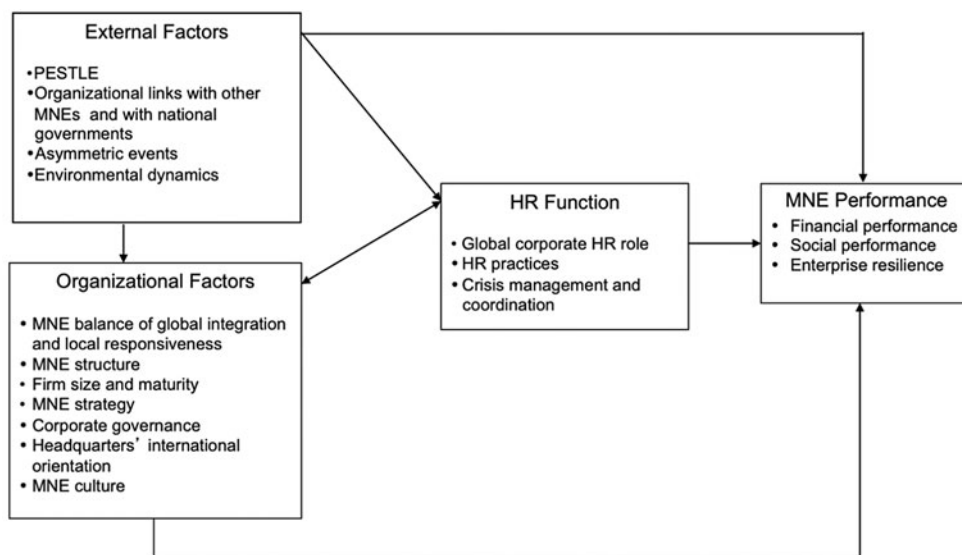 External Factors
•PESTLE
•Organizational links with other
MNEs and with national
governments
•Asymmetric events
•Environmental dynamics
Organizational Factors
• MNE balance of global integration
and local responsiveness
• MNE structure
• Firm size and maturity
• MNE strategy
• Corporate governance
• Headquarters’ international
orientation
• MNE culture
HR Function
• Global corporate HR role
• HR practices
• Crisis management and
coordination
MNE Performance
• Financial performance
• Social performance
• Enterprise resilience